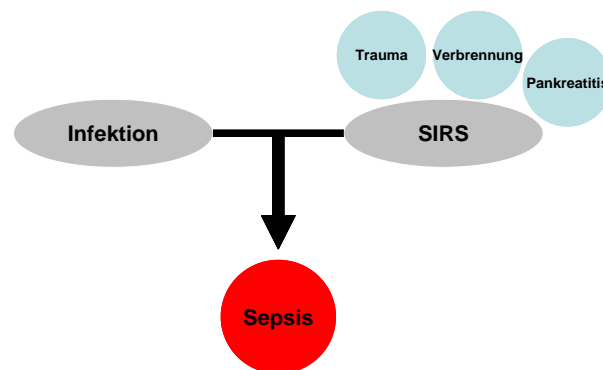 Trauma
Verbrennung
Pankreatitis
Infektion
SIRS
Sepsis